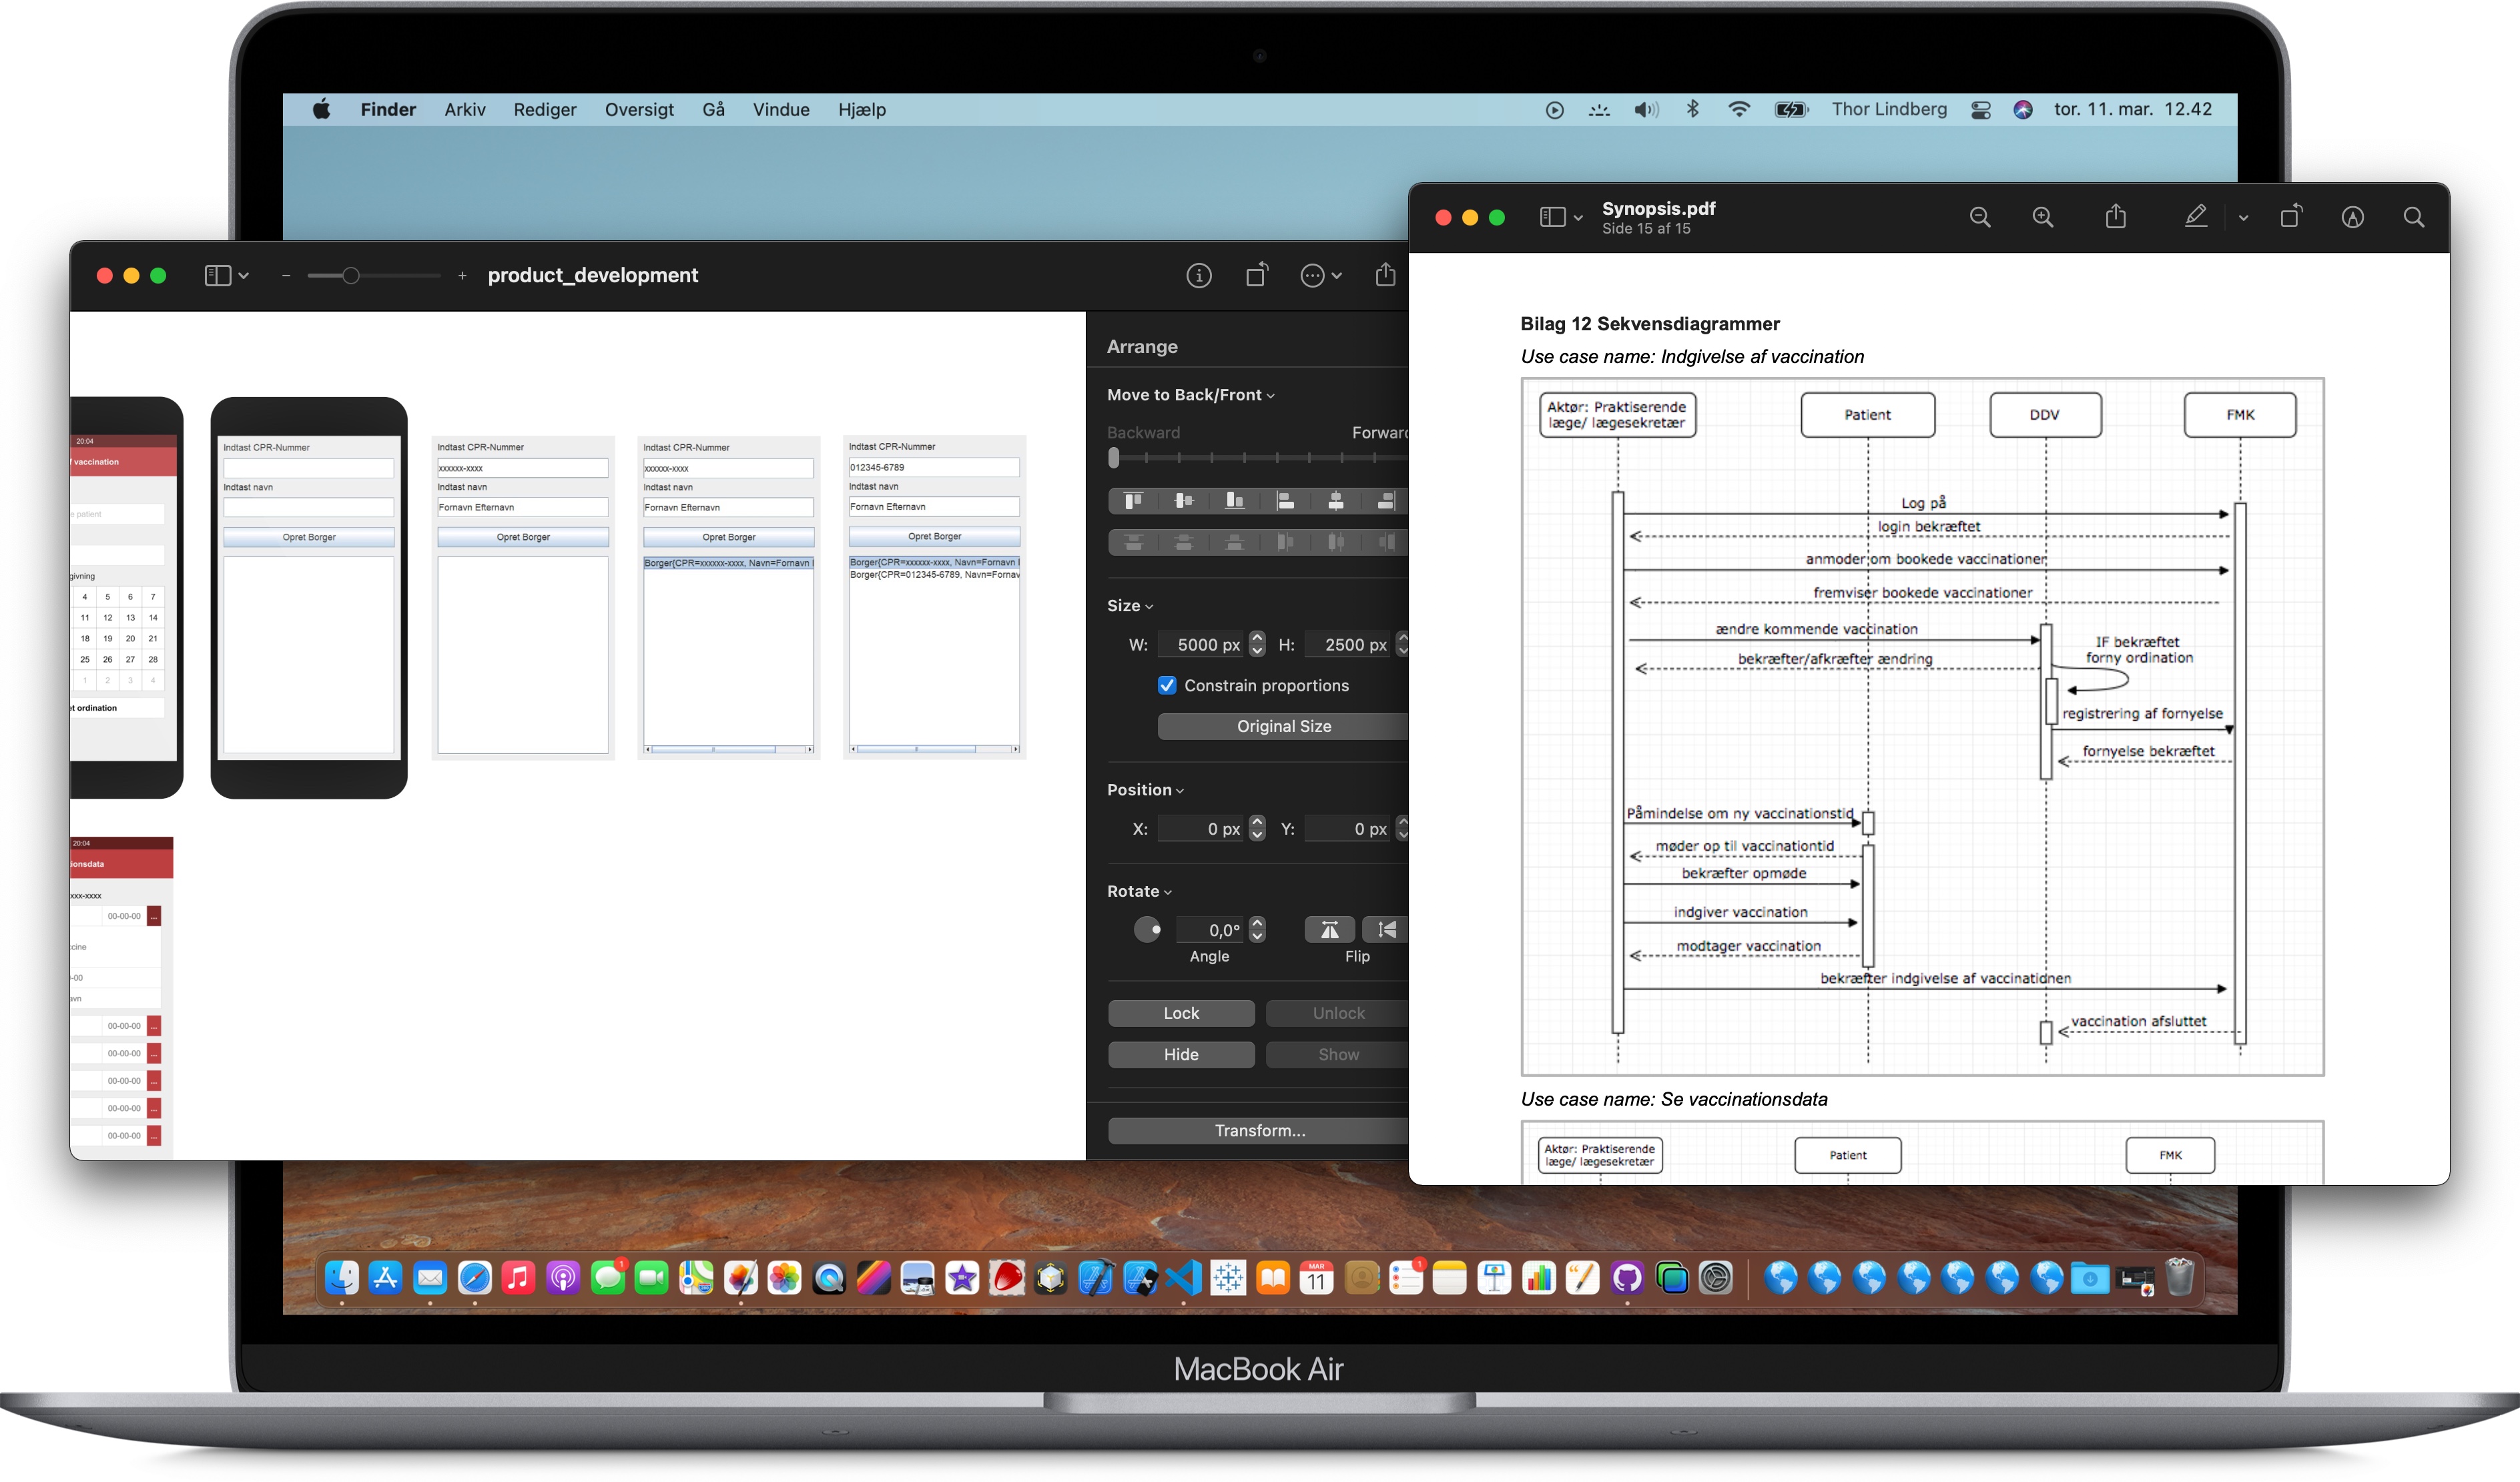 Finder Arkiv Rediger Oversigt Gå Vindue Hjælp
Thor Lindberg tor. 11. mar. 12.42
product_development
20:04
f vaccination
e patient
givning
4 5 6 7
11 12 13 14
18 19 20 21
25 26 27 28
1 2 3 4
et ordination
Indtast CPR-Nummer
Indtast navn
Opret Borger
Indtast CPR-Nummer
xxxxxx-xxxx
Indtast navn
Fornavn Efternavn
Opret Borger
Indtast CPR-Nummer
xxxxxx-xxxx
Indtast navn
Fornavn Efternavn
Opret Borger
Borger{CPR=xxxxxx-xxxx, Navn=Fornavn
Indtast CPR-Nummer
012345-6789
Indtast navn
Fornavn Efternavn
Opret Borger
Borger{CPR=xxxxxx-xxxx, Navn=Fornavn
Borger{CPR=012345-6789, Navn=Fornav
20:04
ionsdata
xxx-xxxx
00-00-00 ...
ccine
-00
avn
00-00-00 ...
00-00-00 ...
00-00-00 ...
00-00-00 ...
00-00-00 ...
Arrange
Move to Back/Front
Backward Forward
Size
W: 5000 px H: 2500 px
Constrain proportions
Original Size
Position
X: 0 px Y: 0 px
Rotate
0,0°
Angle Flip
Lock Unlock
Hide Show
Transform...
Synopsis.pdf
Side 15 af 15
Bilag 12 Sekvensdiagrammer
Use case name: Indgivelse af vaccination
Aktør: Praktiserende
læge/ lægesekretær
Patient
DDV
FMK
Log på
login bekræftet
anmoder om bookede vaccinationer
fremviser bookede vaccinationer
ændre kommende vaccination
IF bekræftet
forny ordination
bekræfter/afkræfter ændring
registrering af fornyelse
fornyelse bekræftet
Påmindelse om ny vaccinationstid
møder op til vaccinationtid
bekræfter opmøde
indgiver vaccination
modtager vaccination
bekræfter indgivelse af vaccinationen
vaccination afsluttet
Use case name: Se vaccinationsdata
Aktør: Praktiserende
læge/ lægesekretær
Patient
FMK
1
MAR
11
1
MacBook Air